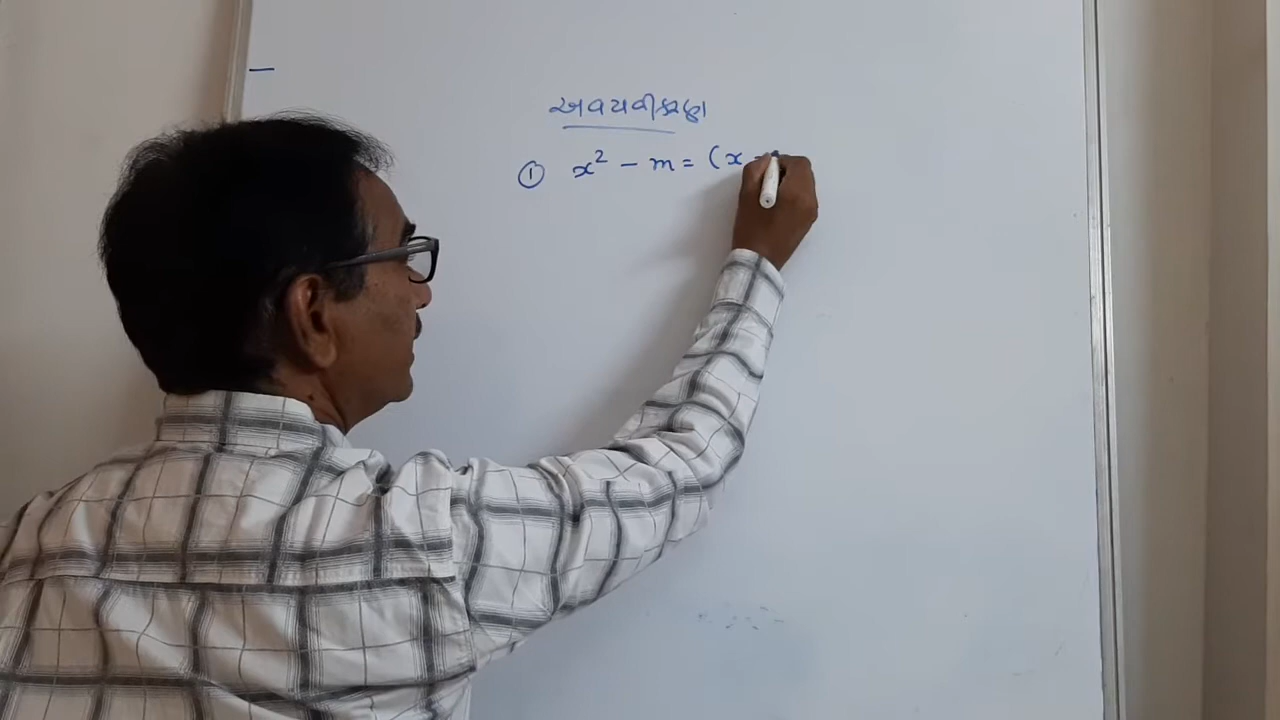 અવયવીકરણ
① x² - m = (x